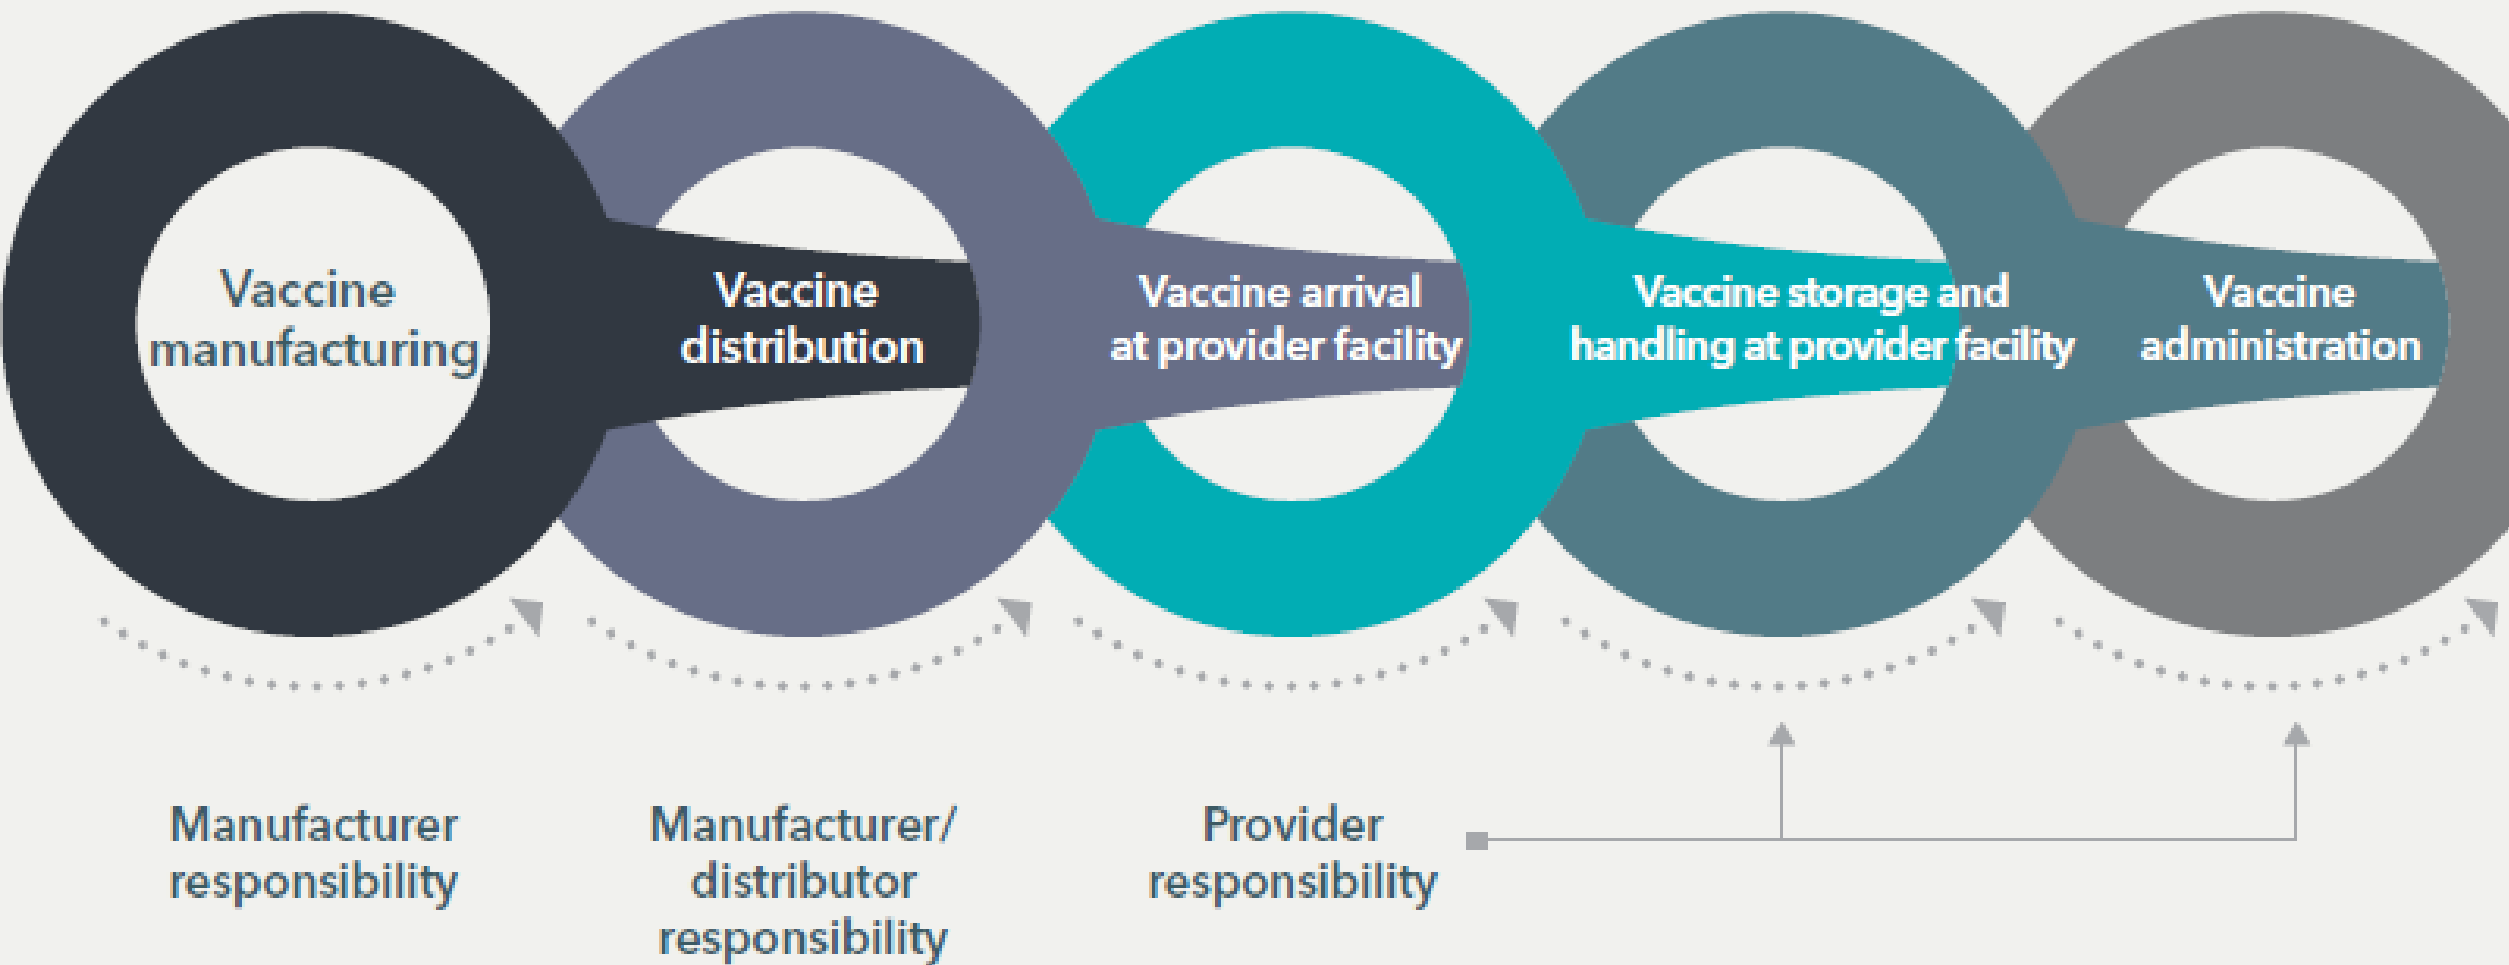 Vaccine
manufacturing
Vaccine
distribution
Vaccine arrival
at provider facility
Vaccine storage and
handling at provider facility
Vaccine
administration
Manufacturer
responsibility
Manufacturer/
distributor
responsibility
Provider
responsibility